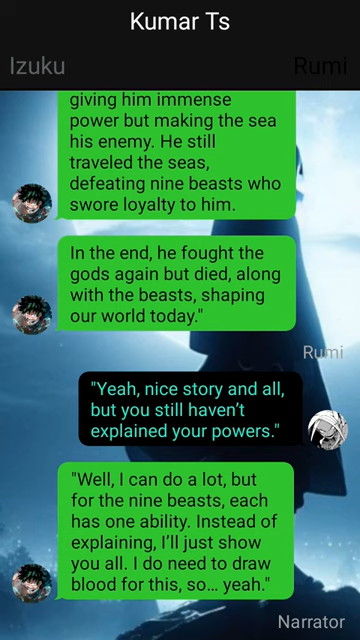 Kumar Ts
Izuku
Rumi
giving him immense
power but making the sea
his enemy. He still
traveled the seas,
defeating nine beasts who
swore loyalty to him.
In the end, he fought the
gods again but died, along
with the beasts, shaping
our world today."
Rumi
"Yeah, nice story and all,
but you still haven’t
explained your powers."
"Well, I can do a lot, but
for the nine beasts, each
has one ability. Instead of
explaining, I’ll just show
you all. I do need to draw
blood for this, so… yeah."
Narrator